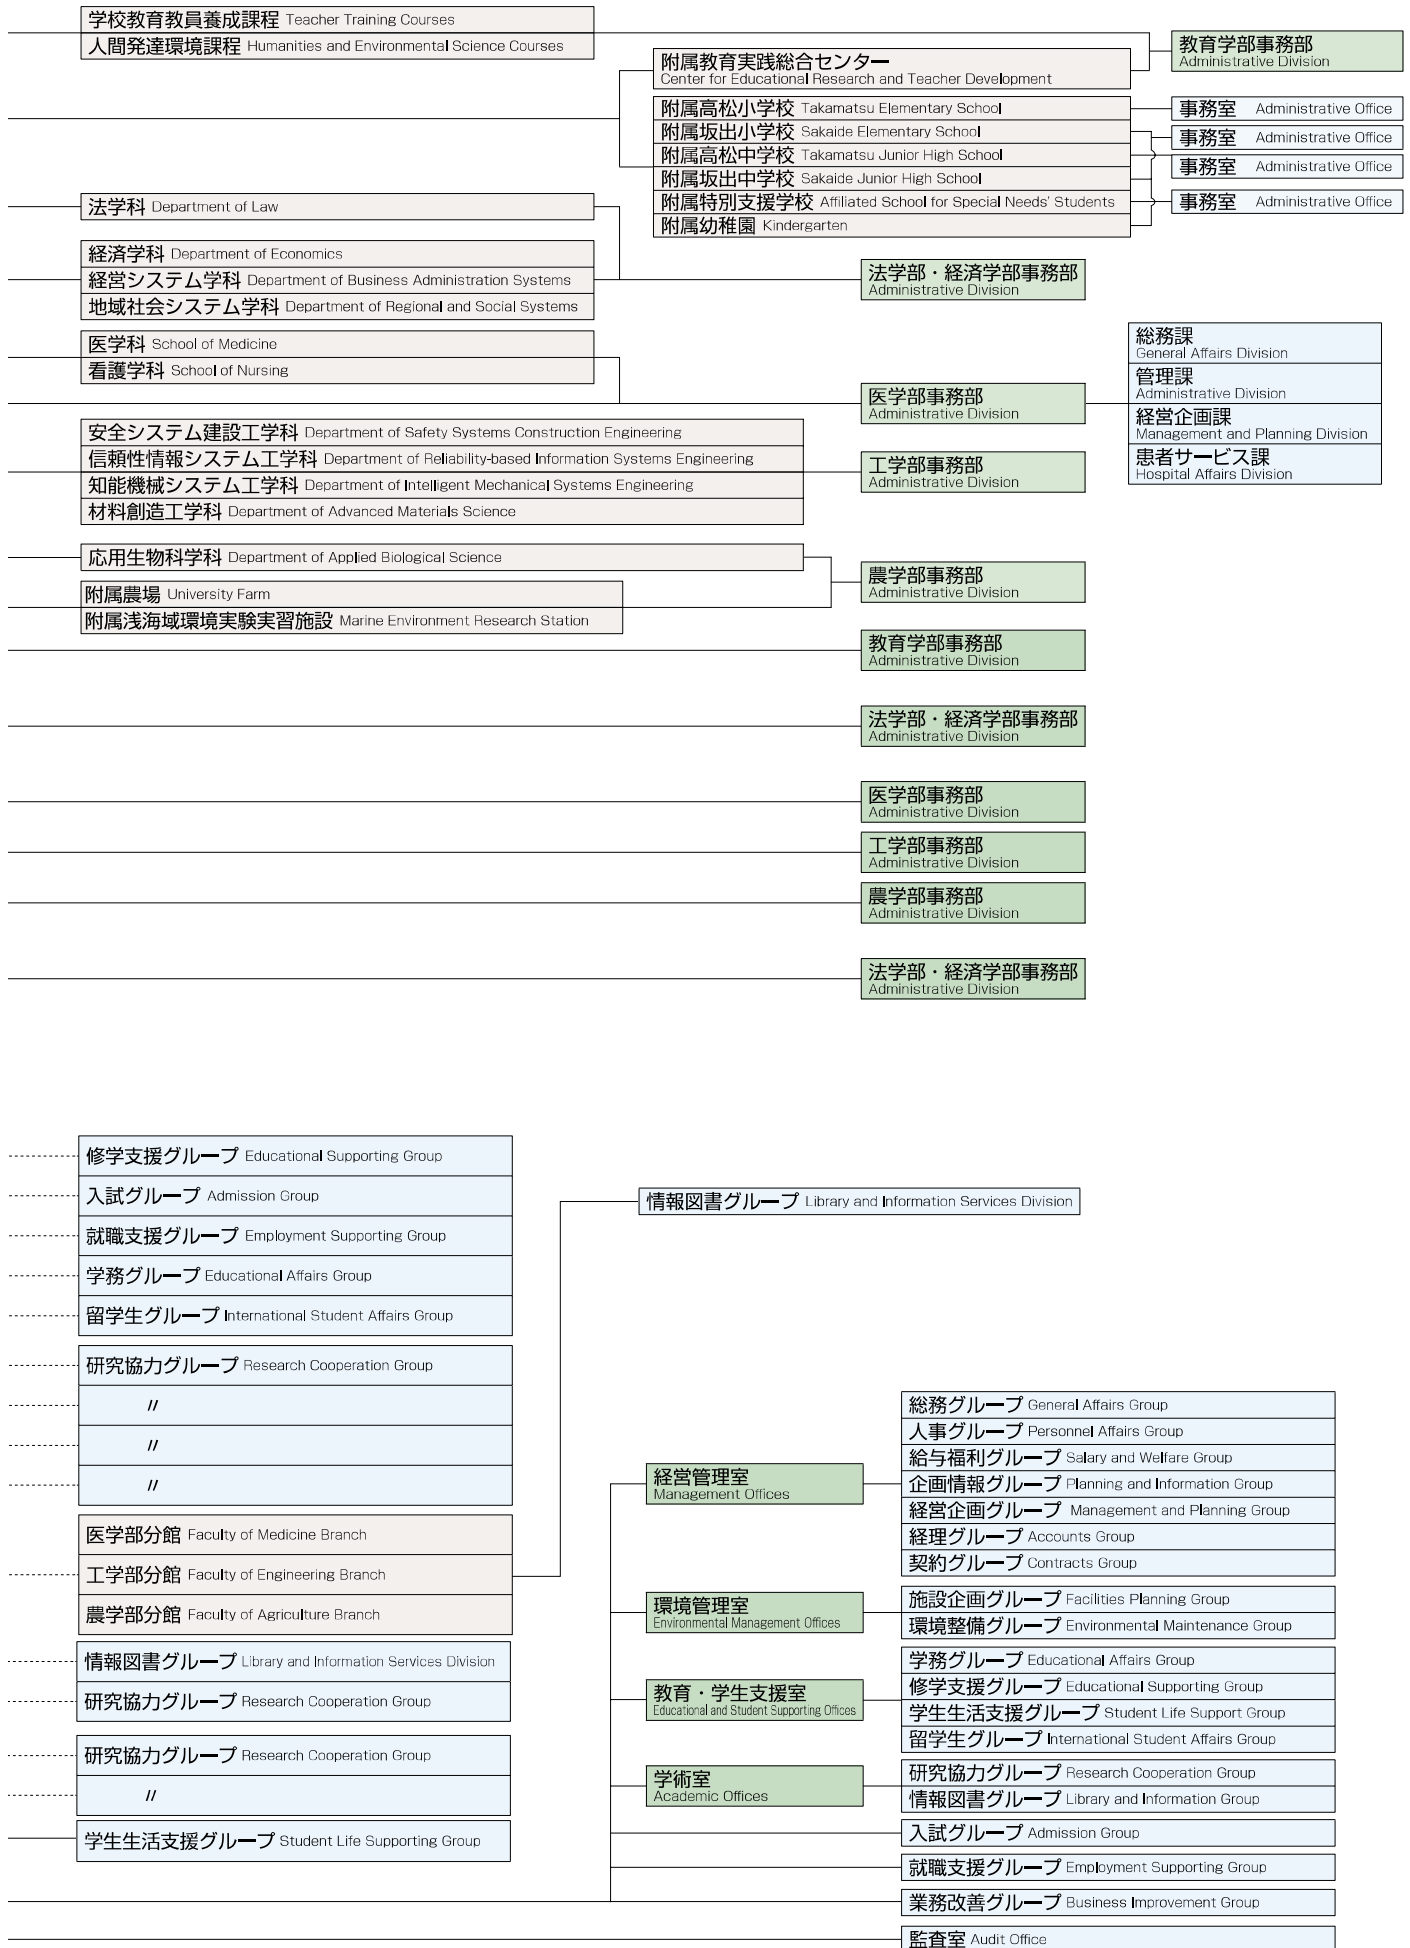 学校教育教員養成課程 Teacher Training Courses
人間発達環境課程 Humanities and Environmental Science Courses
教育学部事務部
Administrative Division
附属教育実践総合センター
Center for Educational Research and Teacher Development
附属高松小学校 Takamatsu Elementary School
事務室 Administrative Office
附属坂出小学校 Sakaide Elementary School
事務室 Administrative Office
附属高松中学校 Takamatsu Junior High School
事務室 Administrative Office
附属坂出中学校 Sakaide Junior High School
附属特別支援学校 Affiliated School for Special Needs' Students
事務室 Administrative Office
附属幼稚園 Kindergarten
法学科 Department of Law
経済学科 Department of Economics
経営システム学科 Department of Business Administration Systems
地域社会システム学科 Department of Regional and Social Systems
法学部・経済学部事務部
Administrative Division
医学科 School of Medicine
看護学科 School of Nursing
医学部事務部
Administrative Division
総務課
General Affairs Division
管理課
Administrative Division
経営企画課
Management and Planning Division
患者サービス課
Hospital Affairs Division
安全システム建設工学科 Department of Safety Systems Construction Engineering
信頼性情報システム工学科 Department of Reliability-based Information Systems Engineering
知能機械システム工学科 Department of Intelligent Mechanical Systems Engineering
材料創造工学科 Department of Advanced Materials Science
工学部事務部
Administrative Division
応用生物科学科 Department of Applied Biological Science
附属農場 University Farm
附属浅海域環境実験実習施設 Marine Environment Research Station
農学部事務部
Administrative Division
教育学部事務部
Administrative Division
法学部・経済学部事務部
Administrative Division
医学部事務部
Administrative Division
工学部事務部
Administrative Division
農学部事務部
Administrative Division
法学部・経済学部事務部
Administrative Division
修学支援グループ Educational Supporting Group
入試グループ Admission Group
就職支援グループ Employment Supporting Group
学務グループ Educational Affairs Group
留学生グループ International Student Affairs Group
研究協力グループ Research Cooperation Group
〃
〃
〃
医学部分館 Faculty of Medicine Branch
工学部分館 Faculty of Engineering Branch
農学部分館 Faculty of Agriculture Branch
情報図書グループ Library and Information Services Division
研究協力グループ Research Cooperation Group
研究協力グループ Research Cooperation Group
〃
学生生活支援グループ Student Life Supporting Group
情報図書グループ Library and Information Services Division
経営管理室
Management Offices
総務グループ General Affairs Group
人事グループ Personnel Affairs Group
給与福利グループ Salary and Welfare Group
企画情報グループ Planning and Information Group
経営企画グループ Management and Planning Group
経理グループ Accounts Group
契約グループ Contracts Group
環境管理室
Environmental Management Offices
施設企画グループ Facilities Planning Group
環境整備グループ Environmental Maintenance Group
教育・学生支援室
Educational and Student Supporting Offices
学務グループ Educational Affairs Group
修学支援グループ Educational Supporting Group
学生生活支援グループ Student Life Support Group
留学生グループ International Student Affairs Group
学術室
Academic Offices
研究協力グループ Research Cooperation Group
情報図書グループ Library and Information Group
入試グループ Admission Group
就職支援グループ Employment Supporting Group
業務改善グループ Business Improvement Group
監査室 Audit Office